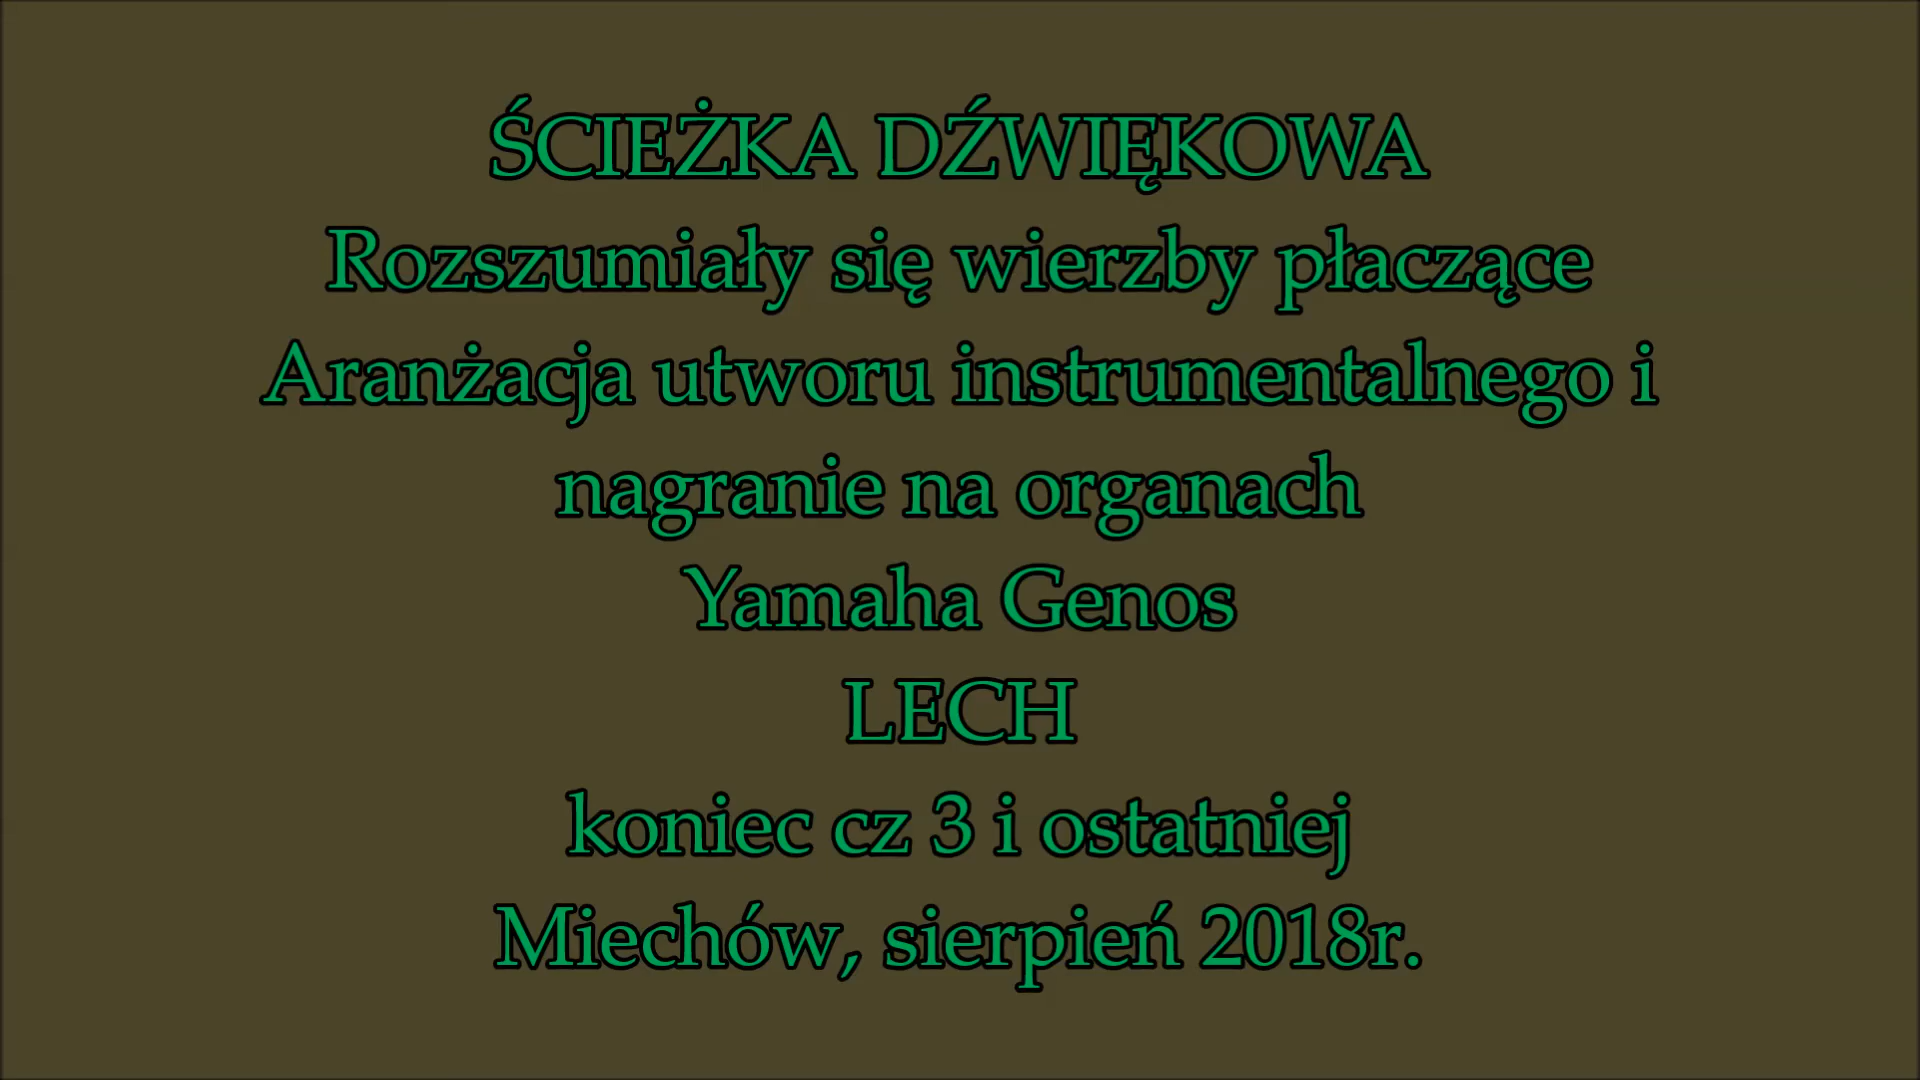 ŚCIEŻKA DŹWIĘKOWA
Rozszumiały się wierzby płaczące
Aranżacja utworu instrumentalnego i
nagranie na organach
Yamaha Genos
LECH
koniec cz 3 i ostatniej
Miechów, sierpień 2018r.